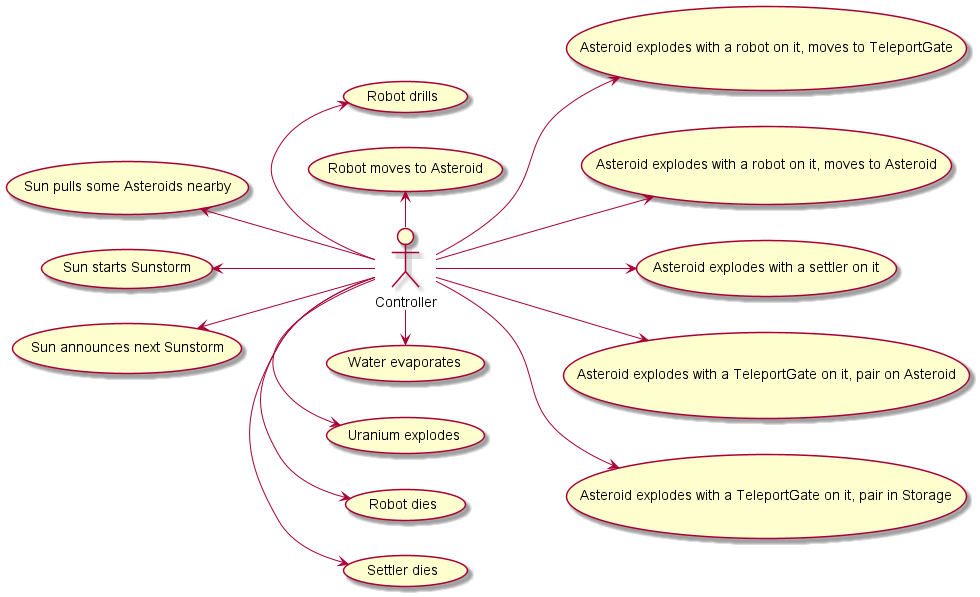 Asteroid explodes with a robot on it, moves to TeleportGate
Robot drills
Asteroid explodes with a robot on it, moves to Asteroid
Robot moves to Asteroid
Sun pulls some Asteroids nearby
Sun starts Sunstorm
Asteroid explodes with a settler on it
Controller
Sun announces next Sunstorm
Water evaporates
Asteroid explodes with a TeleportGate on it, pair on Asteroid
Uranium explodes
Asteroid explodes with a TeleportGate on it, pair in Storage
Robot dies
Settler dies